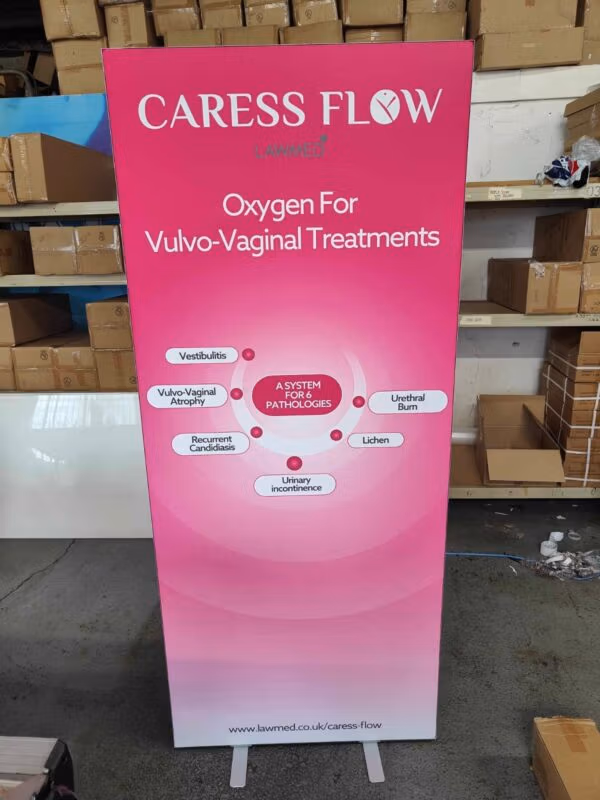 CARESS FLOW
LAWMED
Oxygen For
Vulvo-Vaginal Treatments
Vestibulitis
Vulvo-Vaginal
Atrophy
Recurrent
Candidiasis
Urinary
incontinence
A SYSTEM
FOR 6
PATHOLOGIES
Urethral
Burn
Lichen
www.lawmed.co.uk/caress-flow